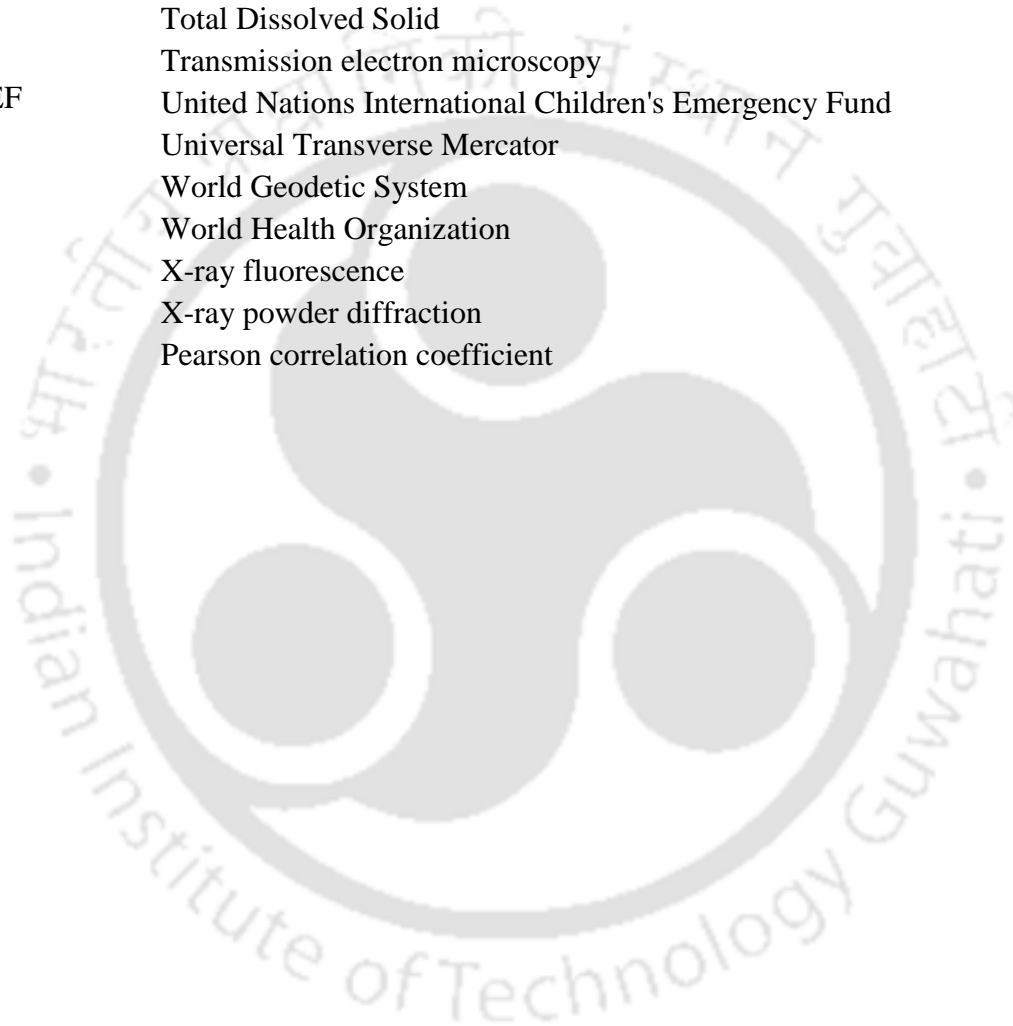 Total Dissolved Solid
Transmission electron microscopy
EF United Nations International Children's Emergency Fund
Universal Transverse Mercator
World Geodetic System
World Health Organization
X-ray fluorescence
X-ray powder diffraction
Pearson correlation coefficient
भारतीय प्रौद्योगिकी संस्थान गुवाहाटी
Indian Institute of Technology Guwahati